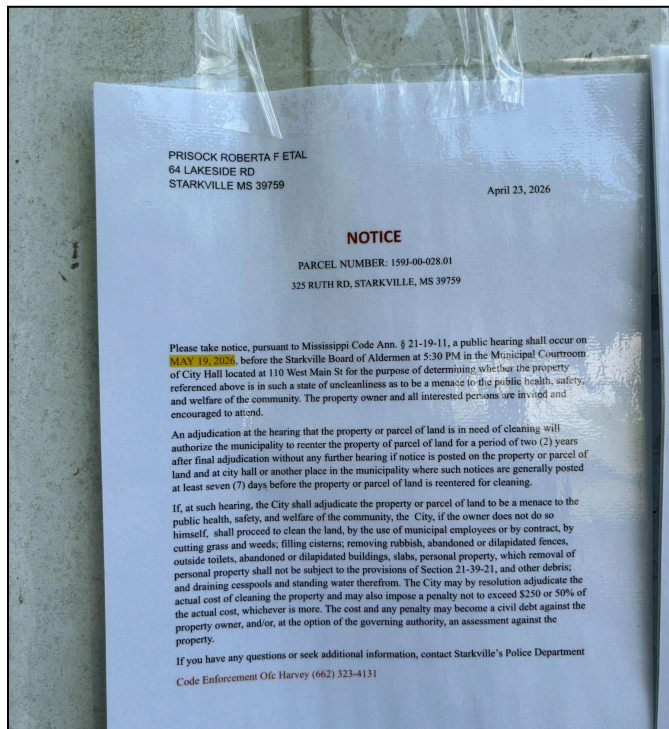 PRISOCK ROBERTA F ETAL
64 LAKESIDE RD
STARKVILLE MS 39759
April 23, 2026
NOTICE
PARCEL NUMBER: 159J-00-028.01
325 RUTH RD, STARKVILLE, MS 39759
Please take notice, pursuant to Mississippi Code Ann. § 21-19-11, a public hearing shall occur on
MAY 19, 2026, before the Starkville Board of Aldermen at 5:30 PM in the Municipal Courtroom
of City Hall located at 110 West Main St for the purpose of determining whether the property
referenced above is in such a state of uncleanliness as to be a menace to the public health, safety,
and welfare of the community. The property owner and all interested persons are invited and
encouraged to attend.
An adjudication at the hearing that the property or parcel of land is in need of cleaning will
authorize the municipality to reenter the property of parcel of land for a period of two (2) years
after final adjudication without any further hearing if notice is posted on the property or parcel of
land and at city hall or another place in the municipality where such notices are generally posted
at least seven (7) days before the property or parcel of land is reentered for cleaning.
If, at such hearing, the City shall adjudicate the property or parcel of land to be a menace to the
public health, safety, and welfare of the community, the City, if the owner does not do so
himself, shall proceed to clean the land, by the use of municipal employees or by contract, by
cutting grass and weeds; filling cisterns; removing rubbish, abandoned or dilapidated fences,
outside toilets, abandoned or dilapidated buildings, slabs, personal property, which removal of
personal property shall not be subject to the provisions of Section 21-39-21, and other debris;
and draining cesspools and standing water therefrom. The City may by resolution adjudicate the
actual cost of cleaning the property and may also impose a penalty not to exceed $250 or 50% of
the actual cost, whichever is more. The cost and any penalty may become a civil debt against the
property owner, and/or, at the option of the governing authority, an assessment against the
property.
If you have any questions or seek additional information, contact Starkville's Police Department
Code Enforcement Ofc Harvey (662) 323-4131